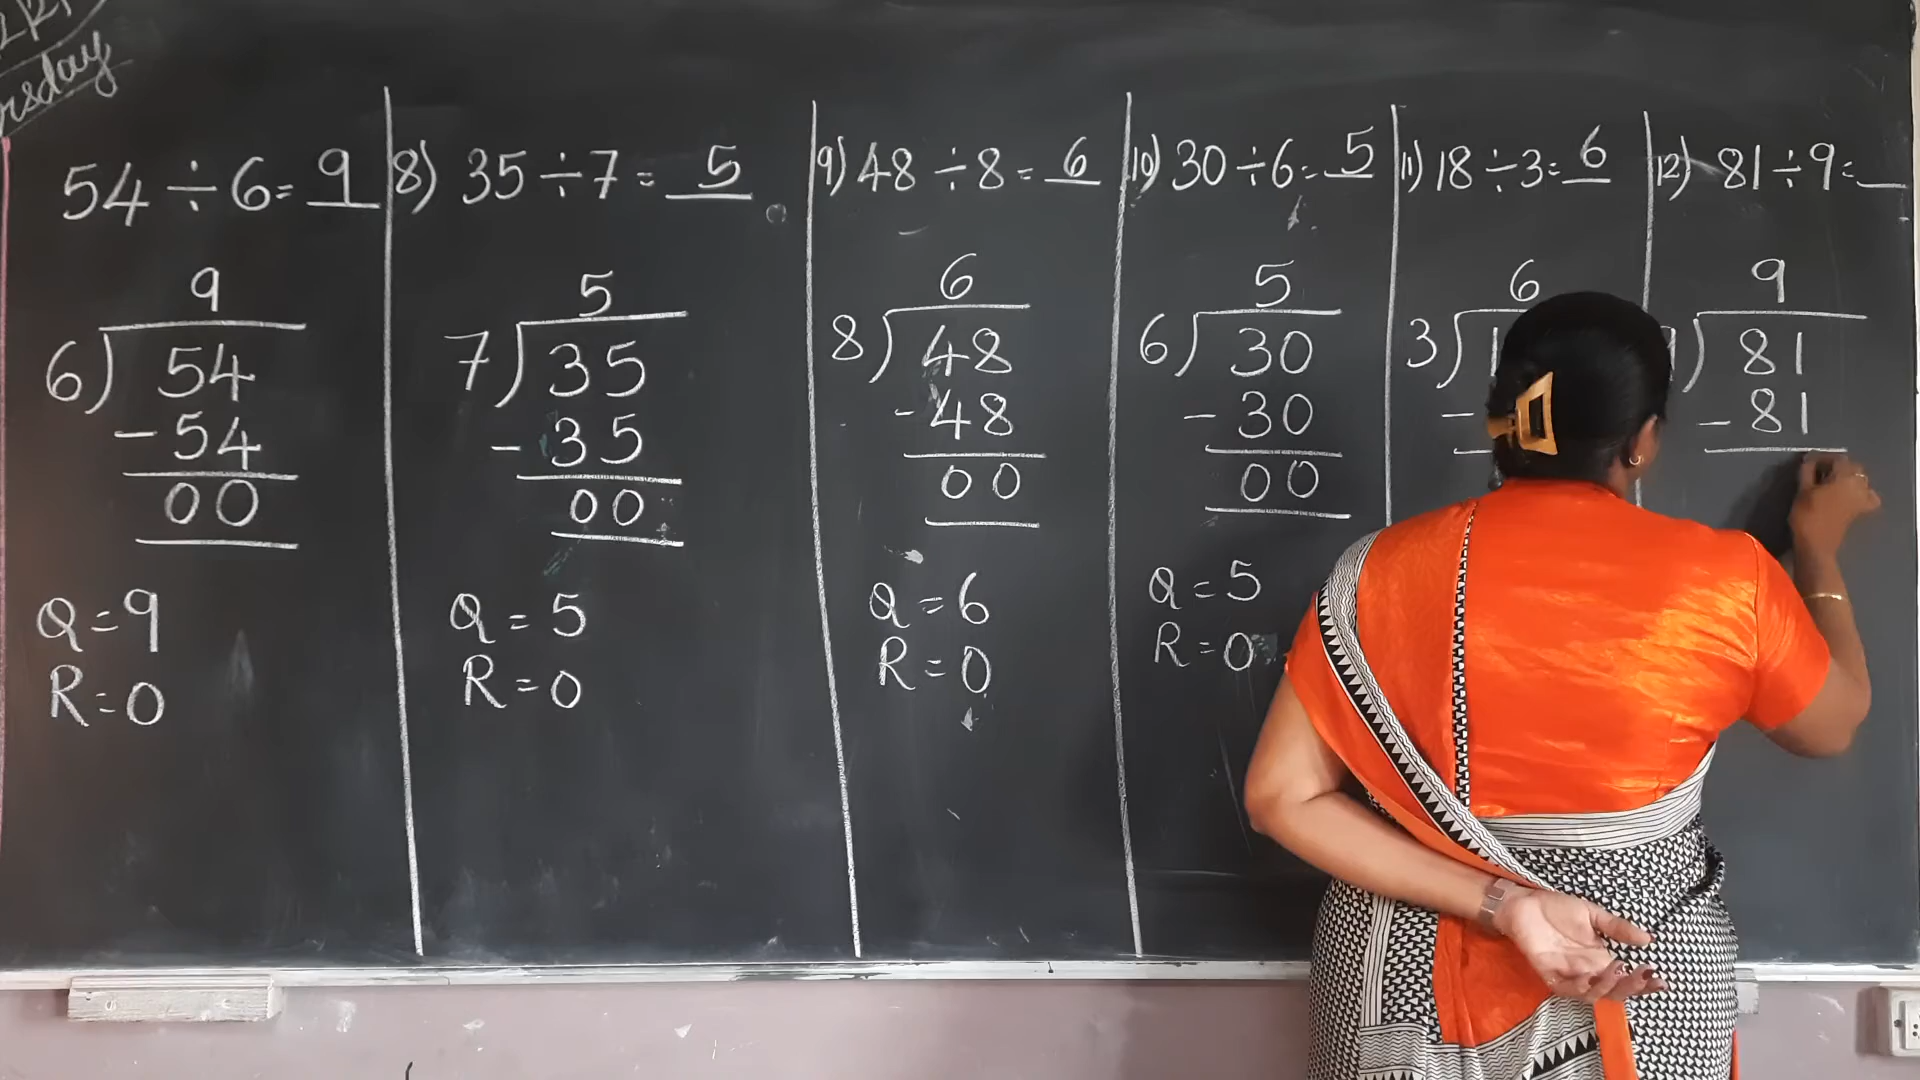 54 ÷ 6 = 9
9
6) 54
- 54
00
Q = 9
R = 0
8) 35 ÷ 7 = 5
5
7) 35
- 35
00
Q = 5
R = 0
9) 48 ÷ 8 = 6
6
8) 48
- 48
00
Q = 6
R = 0
10) 30 ÷ 6 = 5
5
6) 30
- 30
00
Q = 5
R = 0
11) 18 ÷ 3 = 6
6
3)
-
12) 81 ÷ 9 = _
9
) 81
- 81